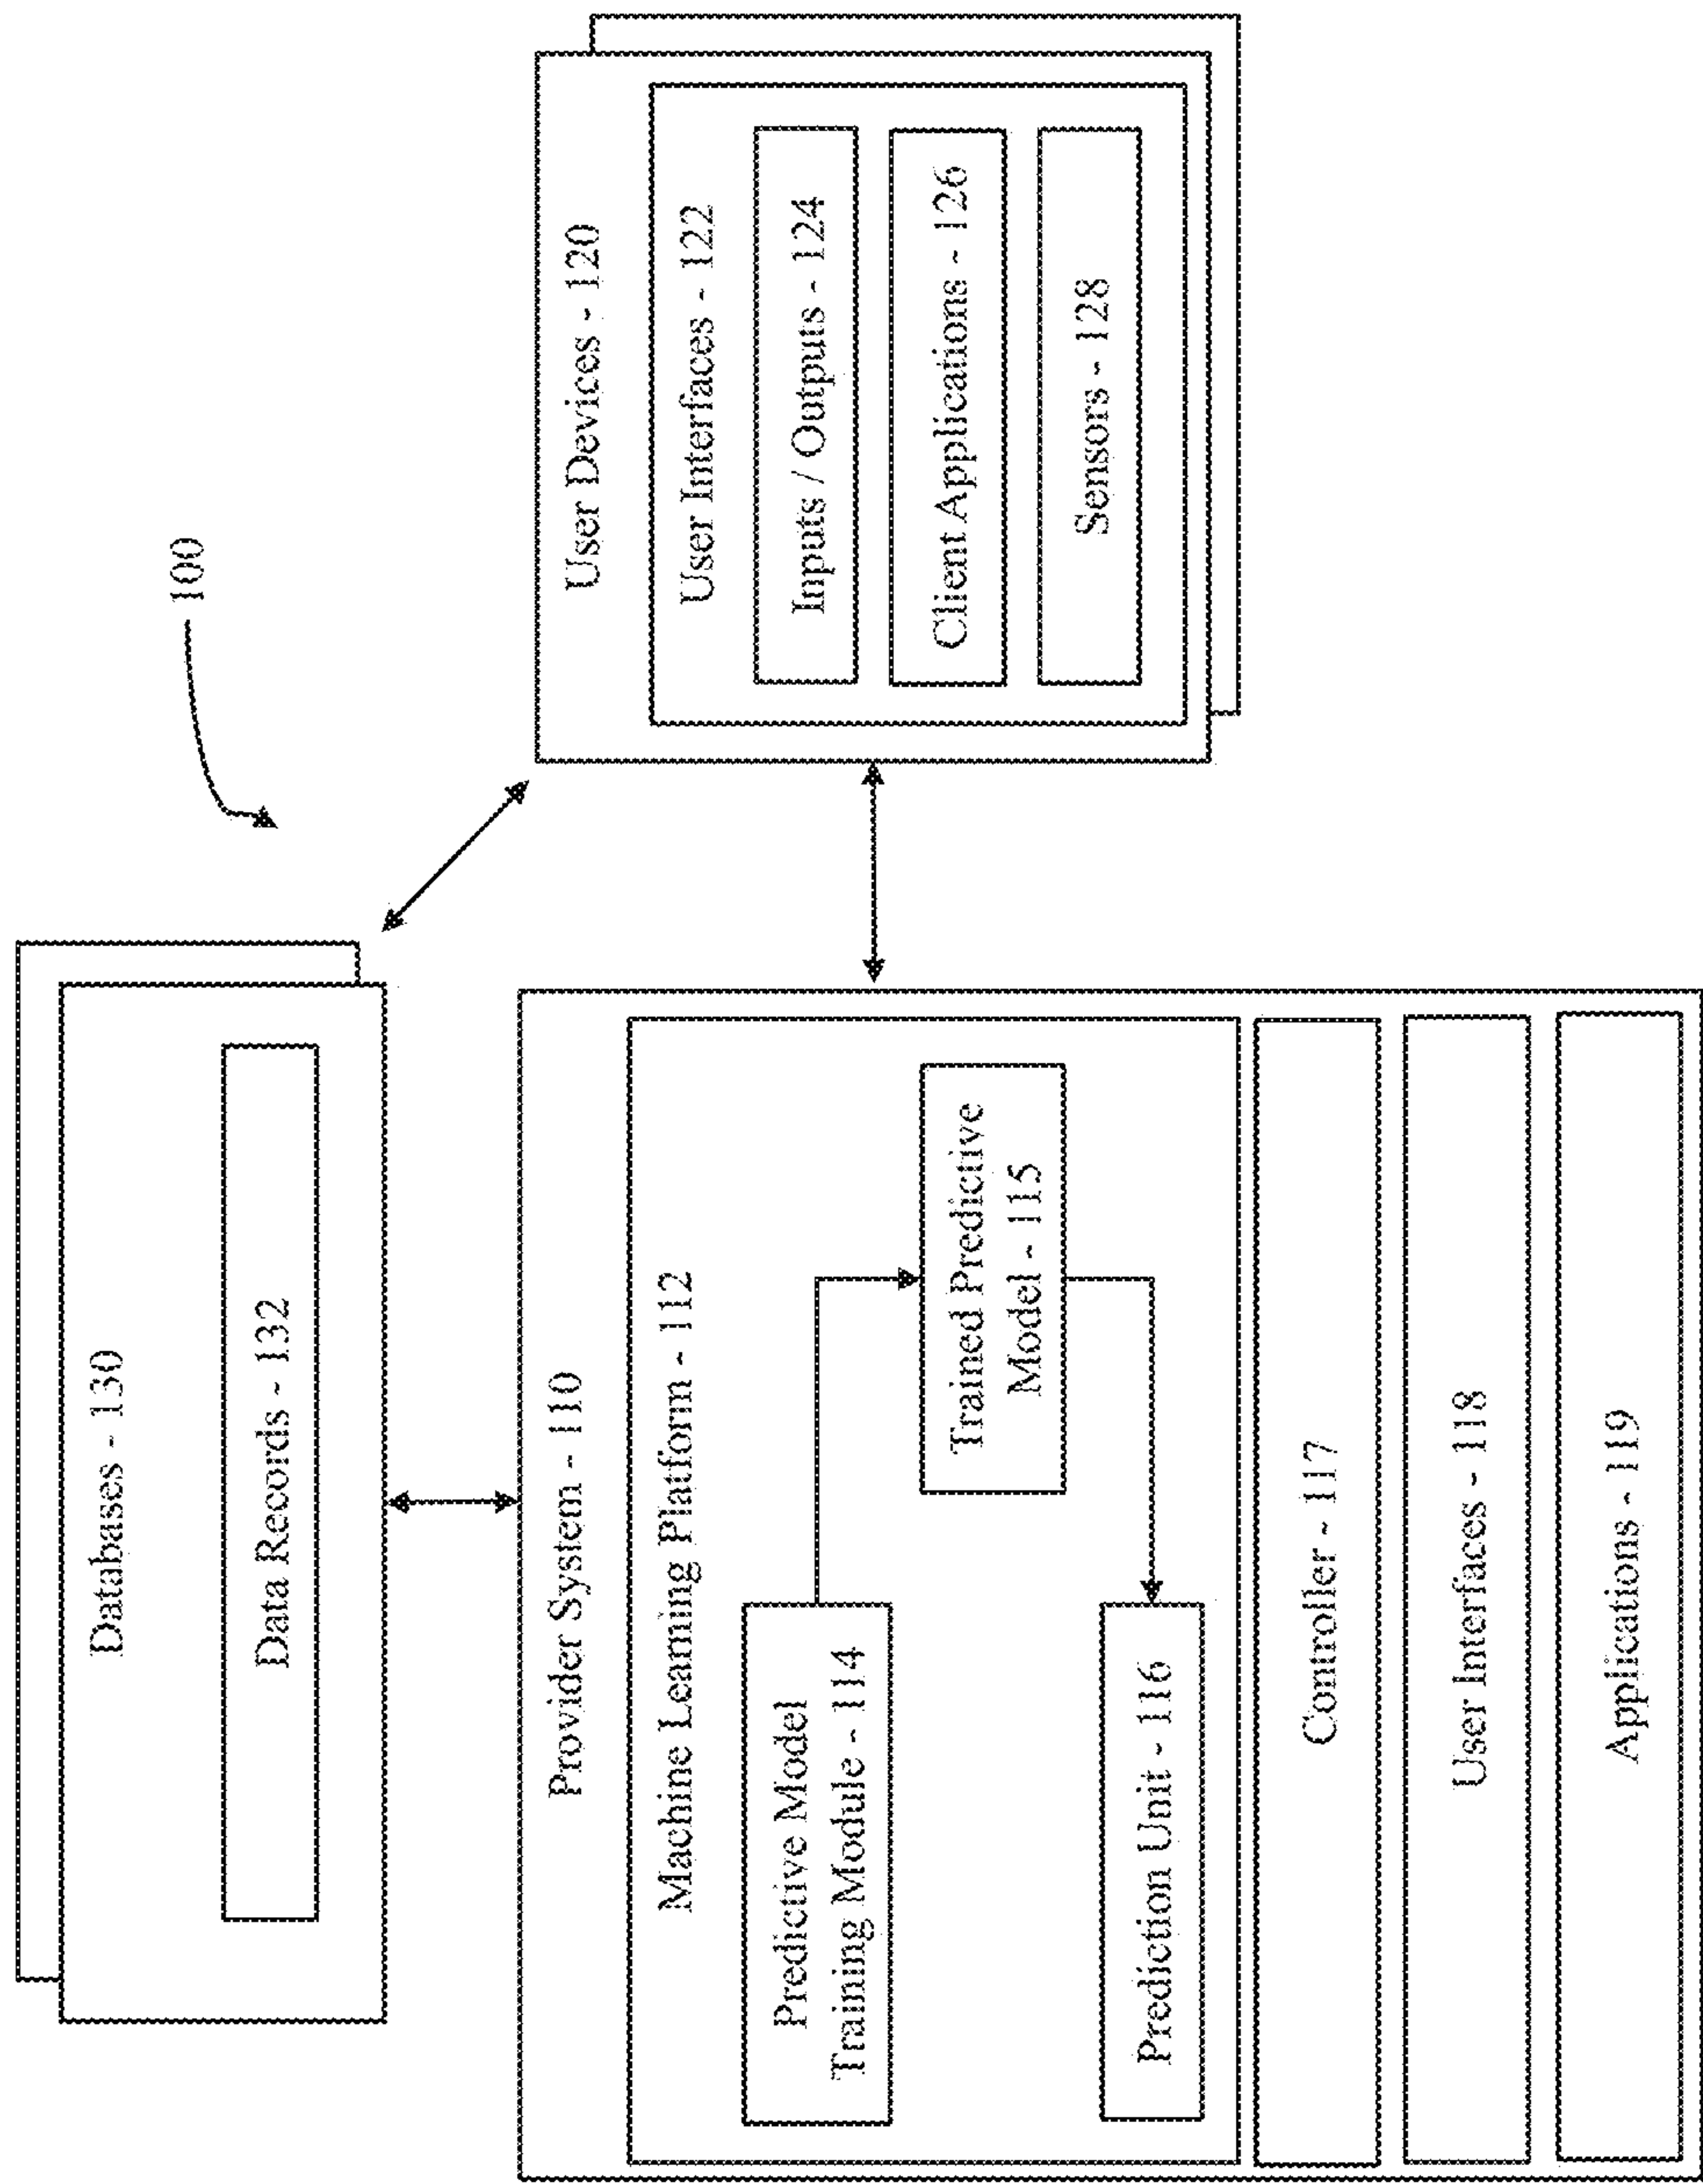 100
Databases - 130
Data Records - 132
Provider System - 110
Machine Learning Platform - 112
Predictive Model
Training Module - 114
Trained Predictive
Model - 115
Prediction Unit - 116
Controller - 117
User Interfaces - 118
Applications - 119
User Devices - 120
User Interfaces - 122
Inputs / Outputs - 124
Client Applications - 126
Sensors - 128